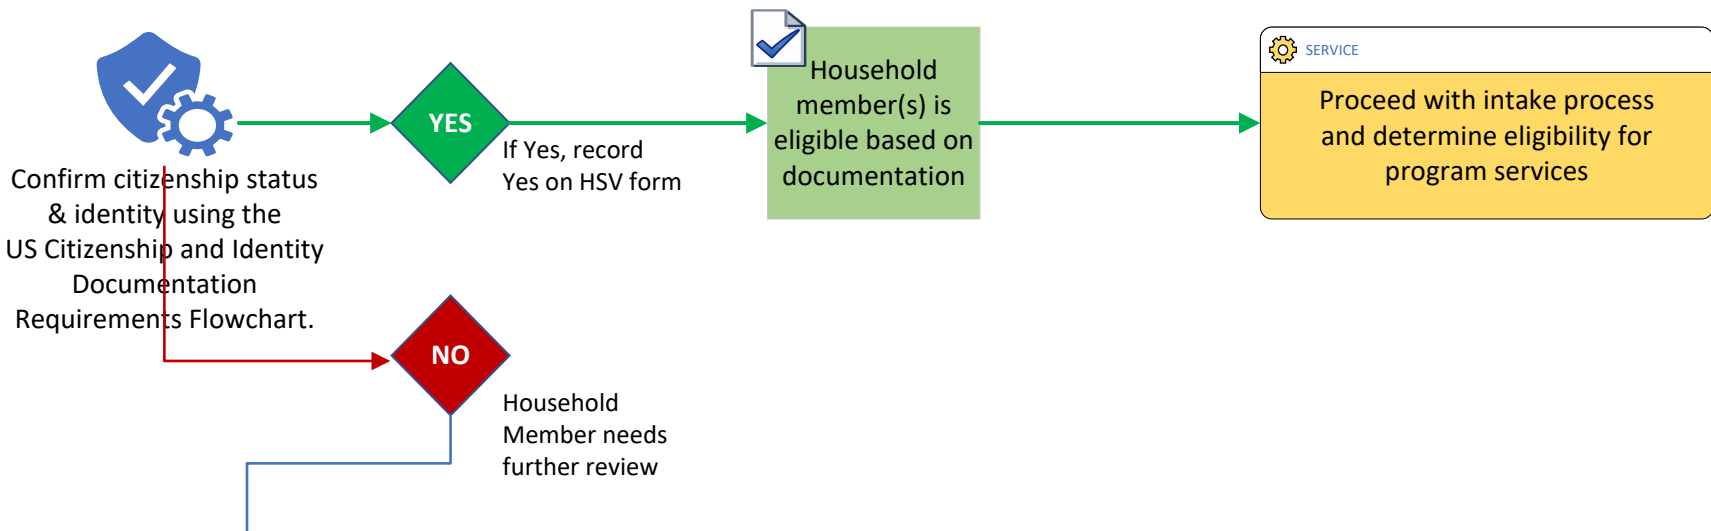 Confirm citizenship status
& identity using the
US Citizenship and Identity
Documentation
Requirements Flowchart.
YES
If Yes, record
Yes on HSV form
Household
member(s) is
eligible based on
documentation
SERVICE
Proceed with intake process
and determine eligibility for
program services
NO
Household
Member needs
further review